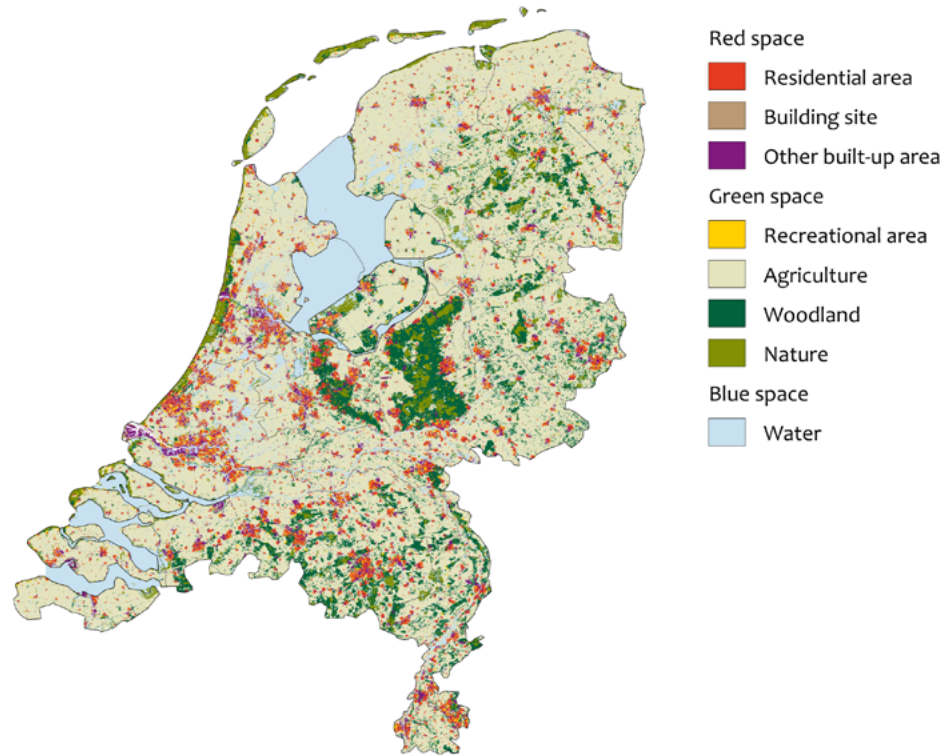 Red space
Residential area
Building site
Other built-up area
Green space
Recreational area
Agriculture
Woodland
Nature
Blue space
Water